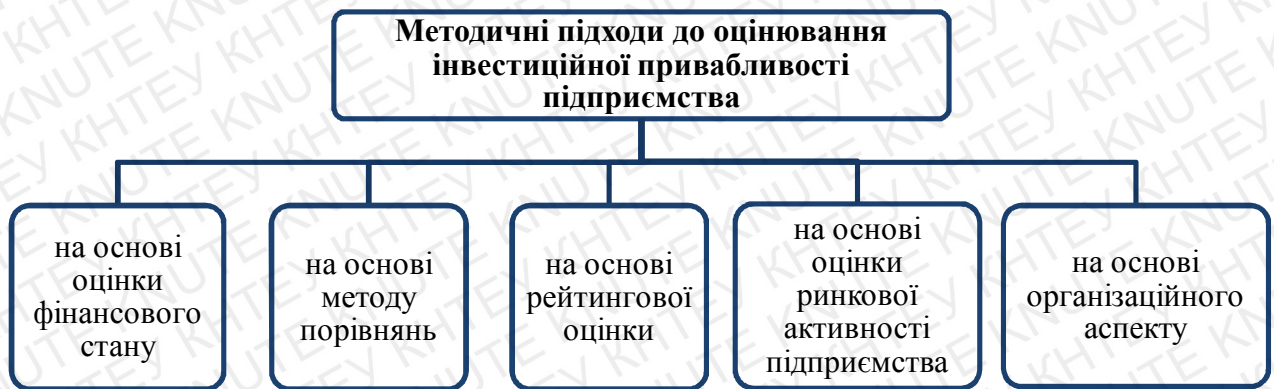 Методичні підходи до оцінювання
інвестиційної привабливості
підприємства
на основі
оцінки
фінансового
стану
на основі
методу
порівнянь
на основі
рейтингової
оцінки
на основі
оцінки
ринкової
активності
підприємства
на основі
організаційного
аспекту